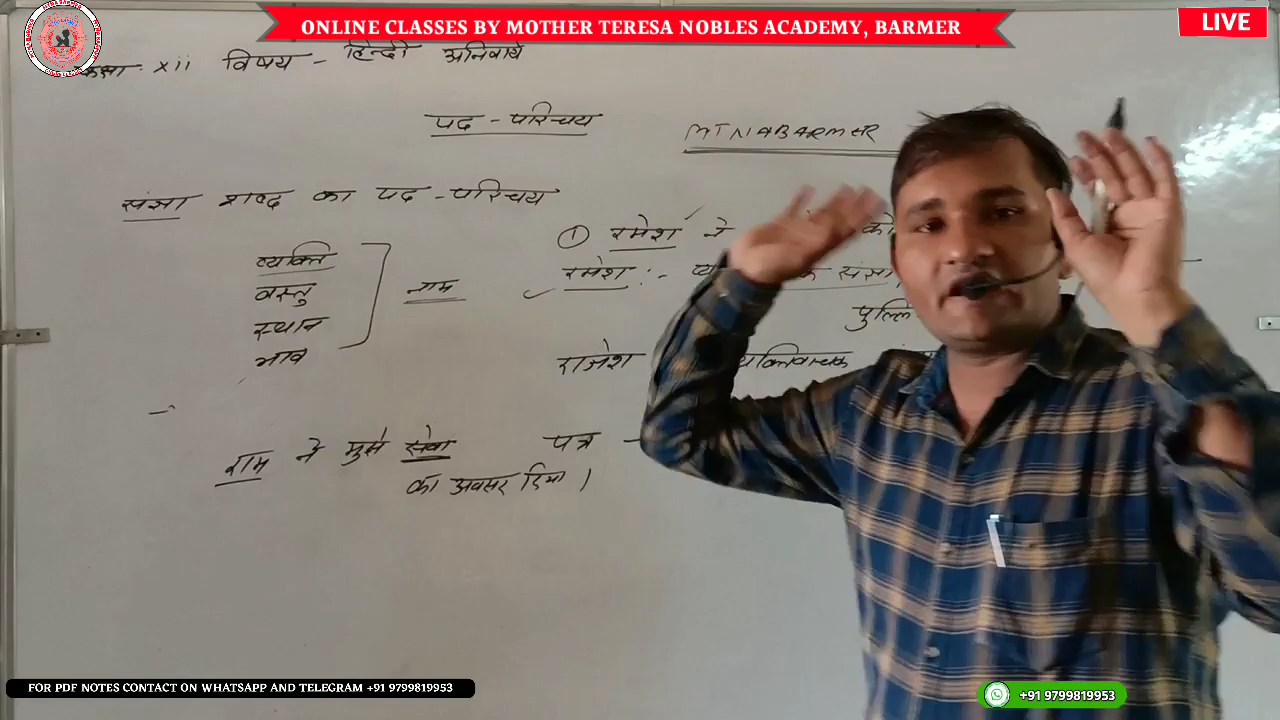 ONLINE CLASSES BY MOTHER TERESA NOBLES ACADEMY, BARMER
LIVE
कक्षा: xii विषय - हिन्दी अनिवार्य
पद - परिचय
MTNABARMER
संज्ञा शब्द का पद - परिचय
व्यक्ति
वस्तु
स्थान
भाव
नाम
① रमेश ने को
रमेश :- संज्ञा
पुल्लि
राजेश
राम ने मुझे सेवा
का अवसर दिया।
पत्र -
FOR PDF NOTES CONTACT ON WHATSAPP AND TELEGRAM +91 9799819953
+91 9799819953